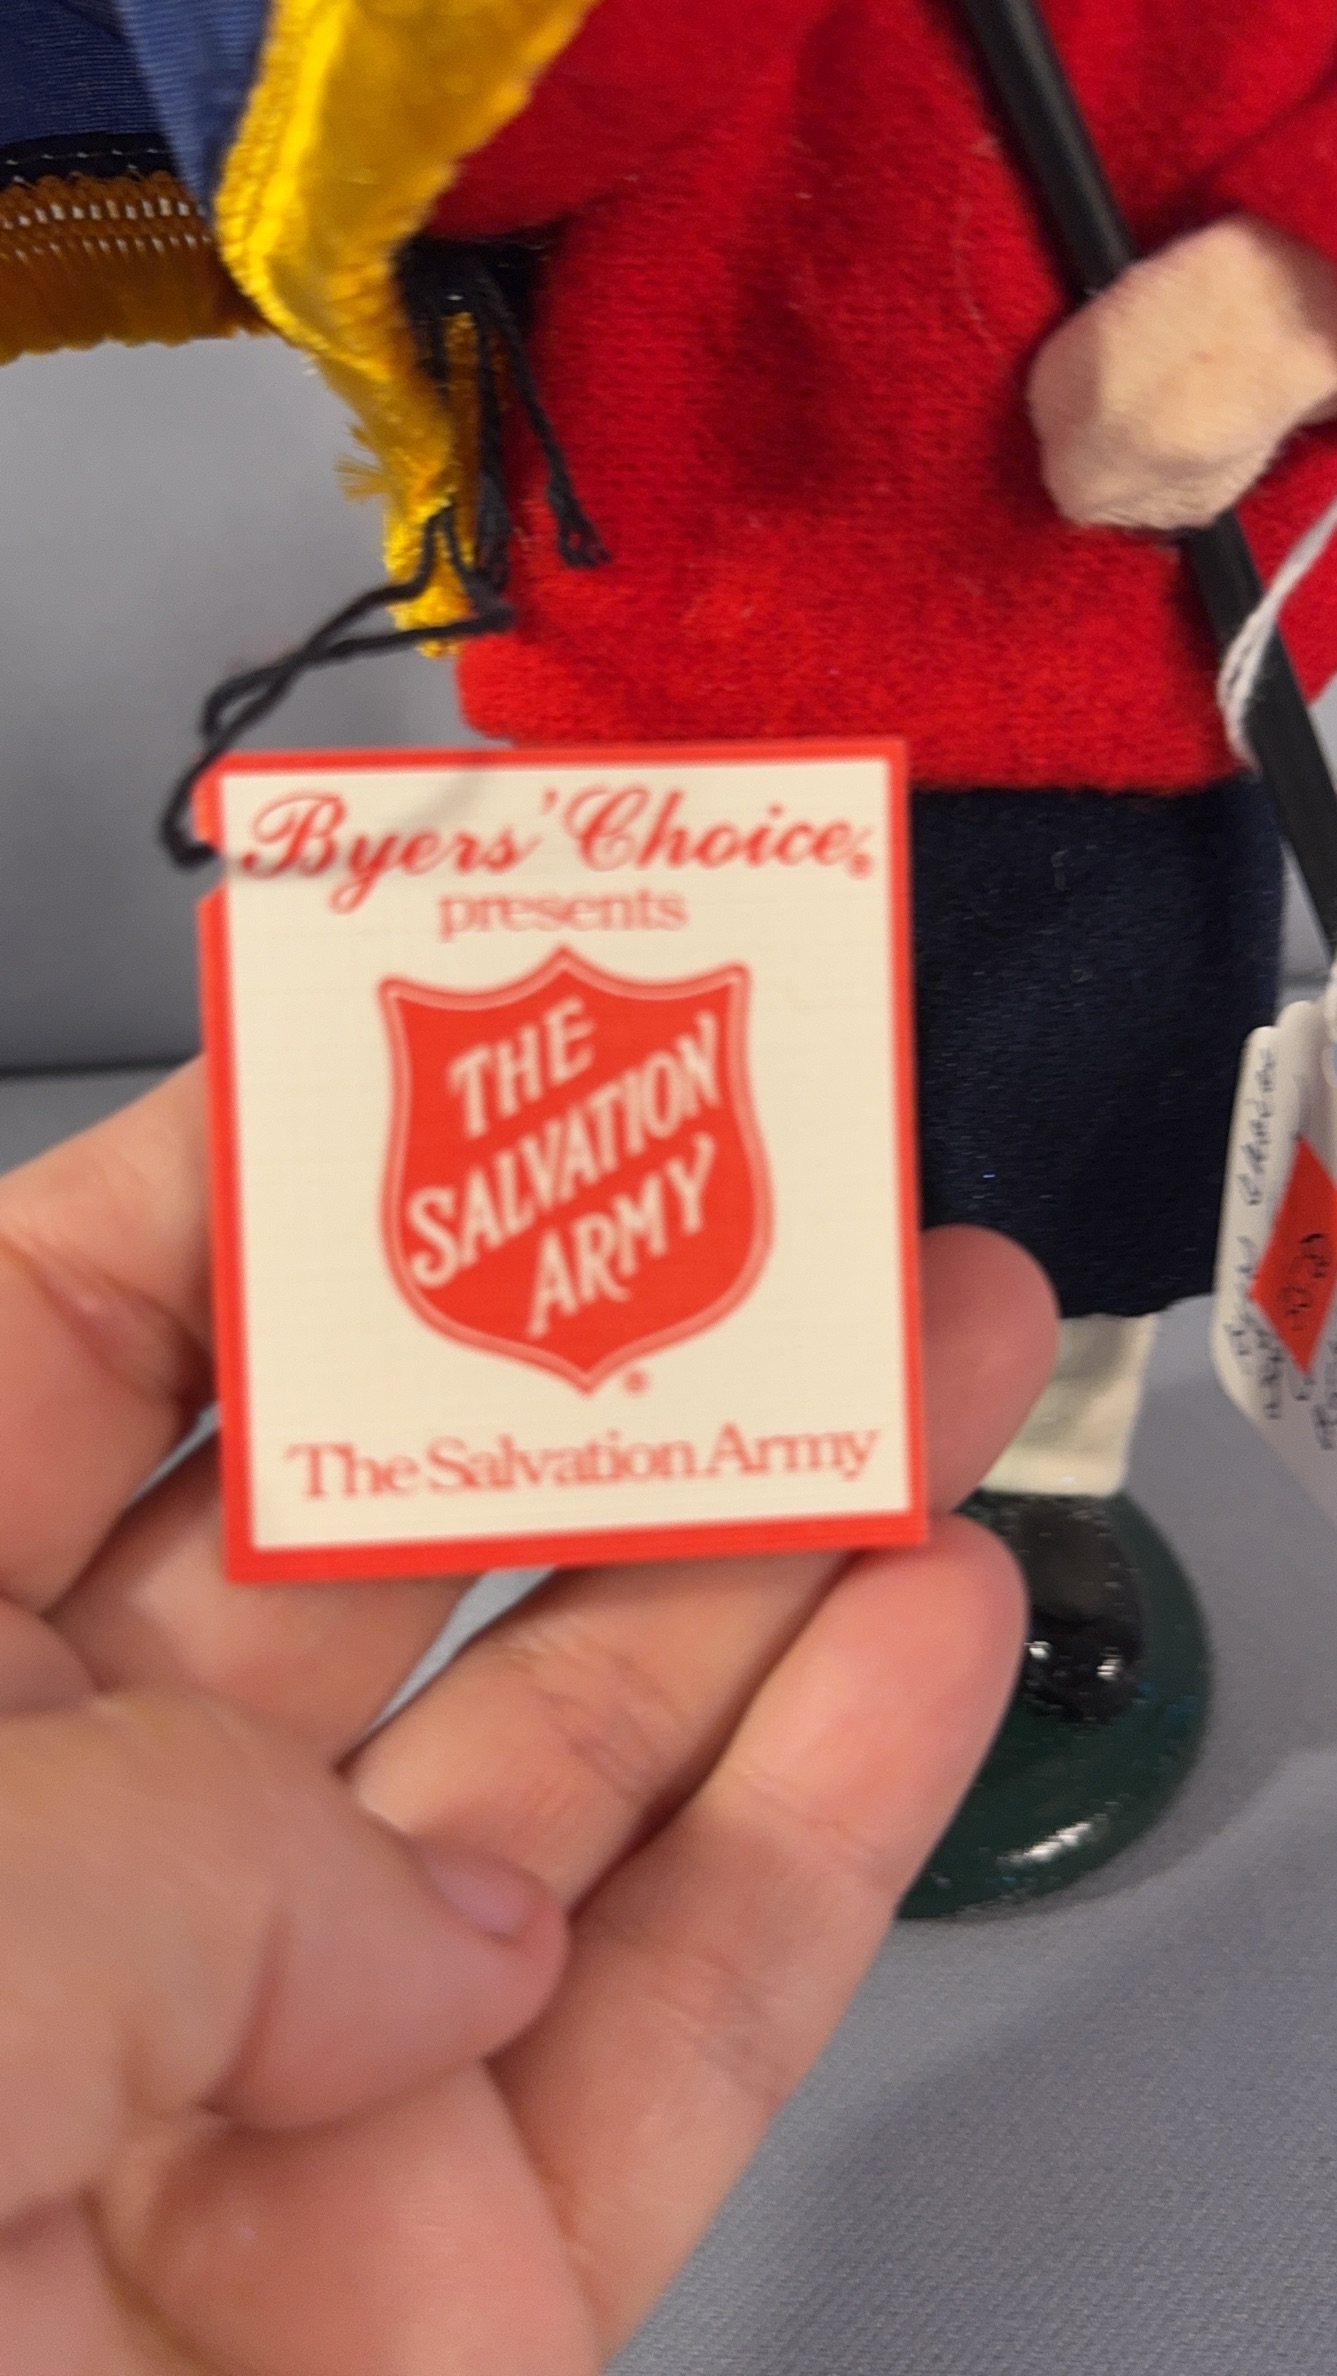 Byers' Choice®
presents
THE
SALVATION
ARMY
®
The Salvation Army